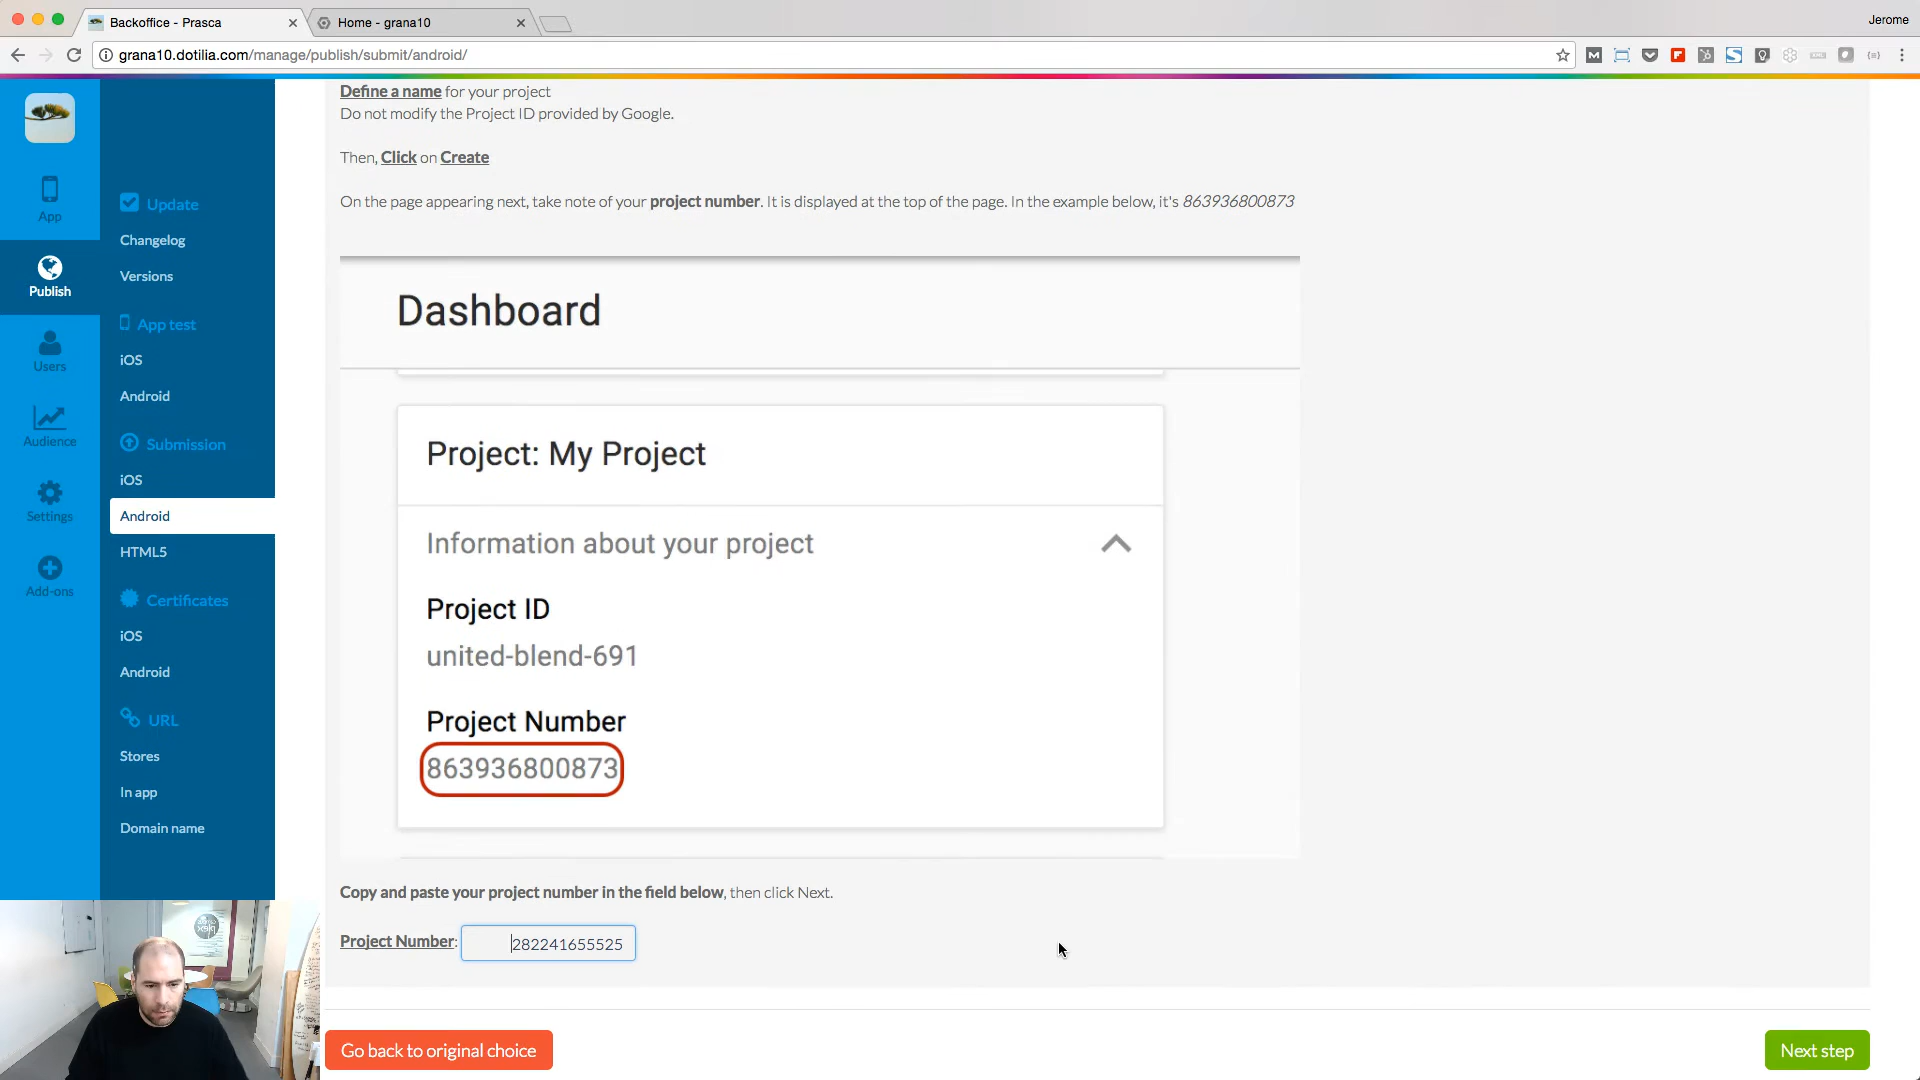 Backoffice - Prasca
Home - grana10
Jerome
grana10.dotilia.com/manage/publish/submit/android/
App
Publish
Users
Audience
Settings
Add-ons
Update
Changelog
Versions
App test
iOS
Android
Submission
iOS
Android
HTML5
Certificates
iOS
Android
URL
Stores
In app
Domain name
Define a name for your project
Do not modify the Project ID provided by Google.
Then, Click on Create
On the page appearing next, take note of your project number. It is displayed at the top of the page. In the example below, it's 863936800873
Dashboard
Project: My Project
Information about your project
Project ID
united-blend-691
Project Number
863936800873
Copy and paste your project number in the field below, then click Next.
Project Number: 282241655525
Go back to original choice
Next step